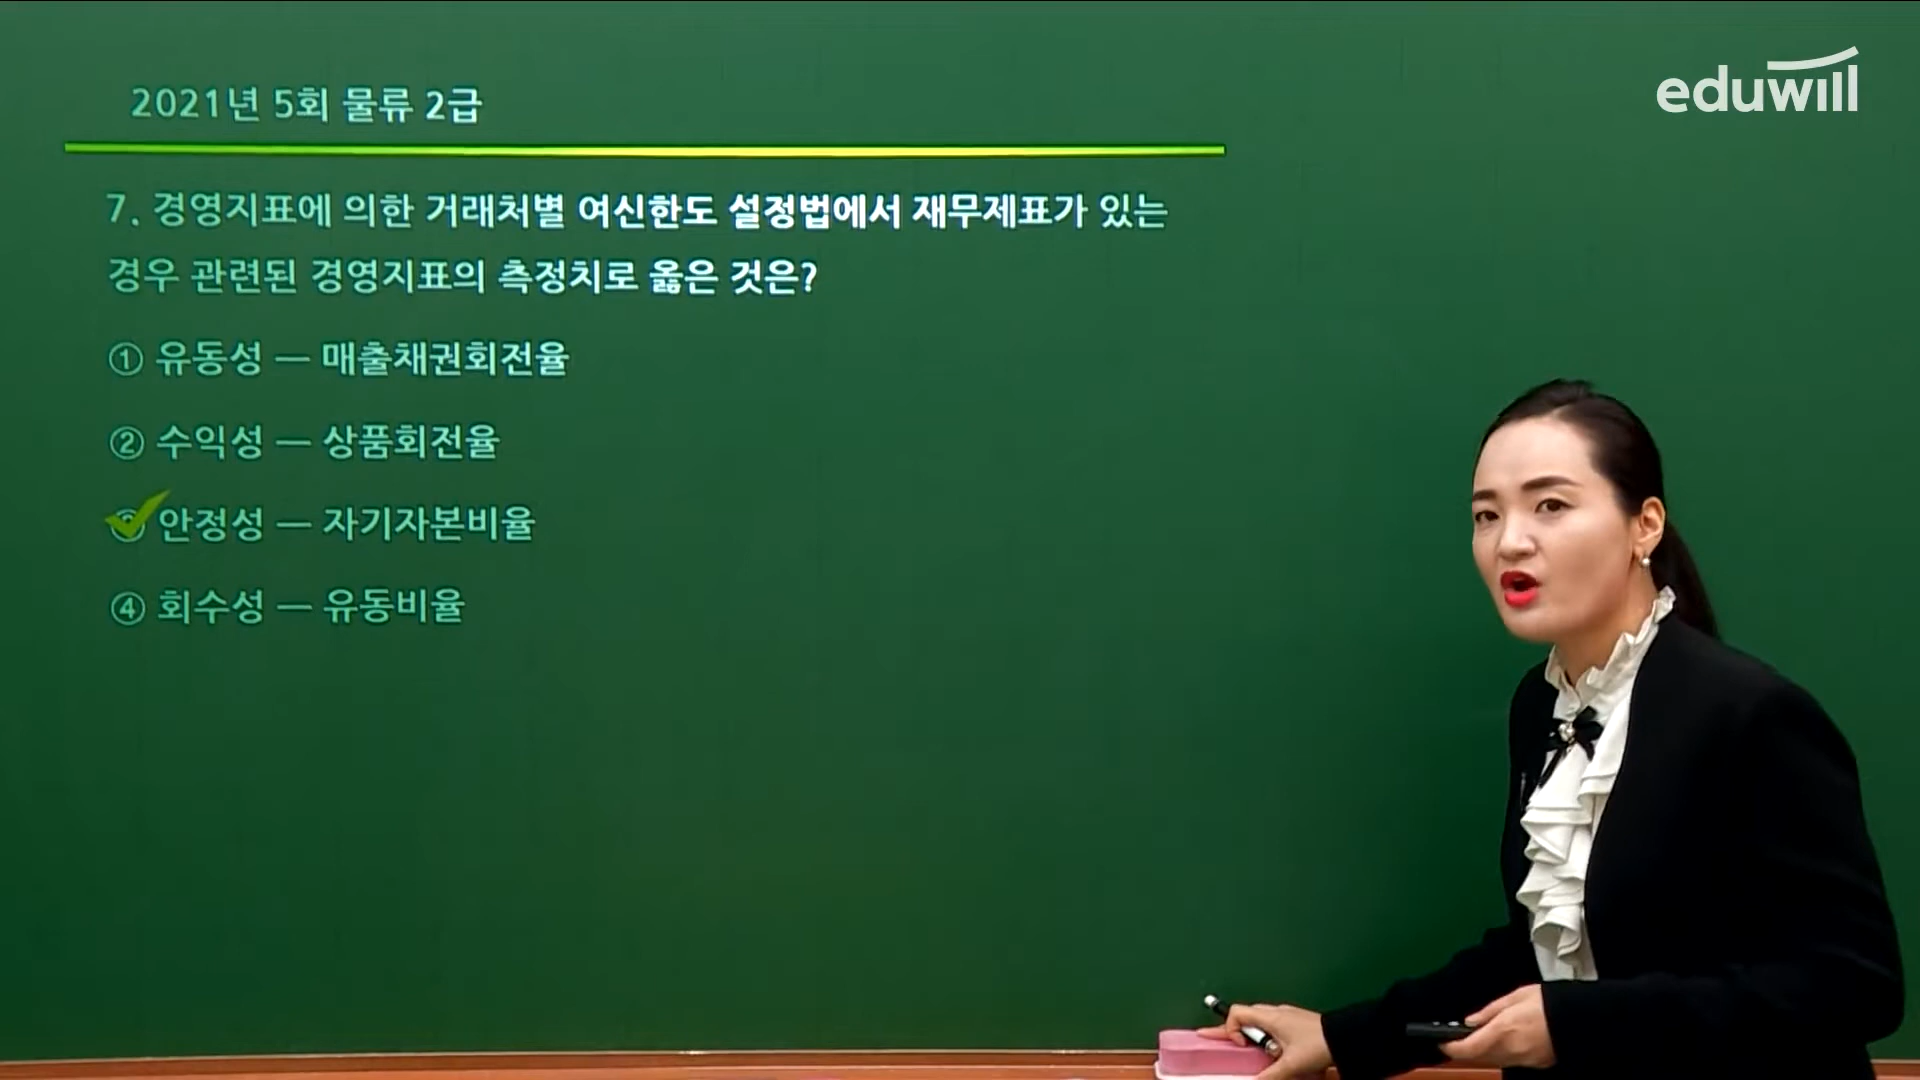 eduwill
2021년 5회 물류 2급
7. 경영지표에 의한 거래처별 여신한도 설정법에서 재무제표가 있는
경우 관련된 경영지표의 측정치로 옳은 것은?
① 유동성 — 매출채권회전율
② 수익성 — 상품회전율
③ 안정성 — 자기자본비율
④ 회수성 — 유동비율